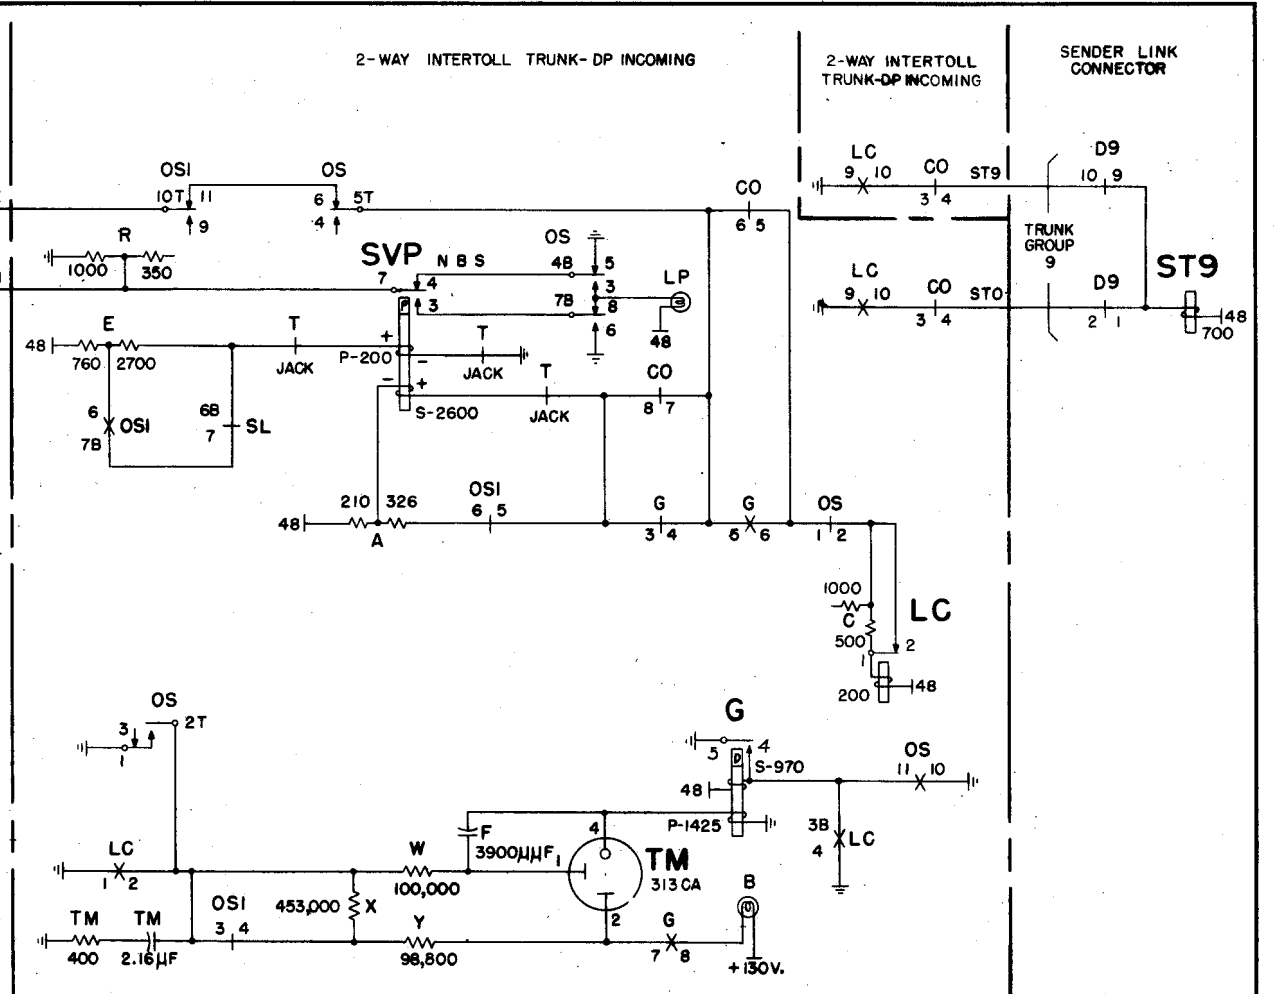 2-WAY INTERTOLL TRUNK-DP INCOMING
2-WAY INTERTOLL
TRUNK-DP INCOMING
SENDER LINK
CONNECTOR
OS1
10T 11
9
OS
6 5T
4
CO
6 5
LC
9 10
CO
3 4
ST9
D9
10 9
R
1000 350
SVP
7
N B S
4
3
OS
4B 5
3
7B 8
6
LP
48
TRUNK
GROUP
9
LC
9 10
CO
3 4
ST0
D9
2 1
ST9
48
700
E
48
760 2700
T
JACK
+
P-200
P
-
T
JACK
- +
S-2600
T
JACK
CO
8 7
6
7B
OS1
6B
7
SL
48
210 326
A
OS1
6 5
G
3 4
G
5 6
OS
1 2
1000
C
500
LC
1 2
200
48
OS
3 2T
1
G
5 4
D
S-970
48
P-1425
OS
11 10
3B
4
LC
LC
1 2
W
100,000
F
3900µµF
4
1
TM
313CA
2
453,000
X
TM
400
TM
2.16µF
OS1
3 4
Y
98,800
G
7 8
B
+130V.